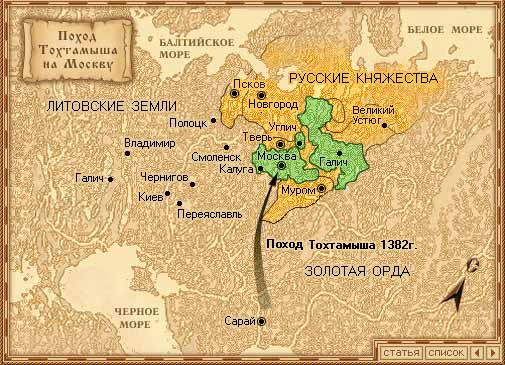 Поход
Тохтамыша
на Москву
БАЛТИЙСКОЕ
МОРЕ
БЕЛОЕ МОРЕ
РУССКИЕ КНЯЖЕСТВА
ЛИТОВСКИЕ ЗЕМЛИ
Псков
Новгород
Великий
Устюг
Полоцк
Углич
Тверь
Владимир
Смоленск
Москва
Галич
Калуга
Галич
Чернигов
Муром
Киев
Переяславль
Поход Тохтамыша 1382г.
ЗОЛОТАЯ ОРДА
С
ЧЕРНОЕ
МОРЕ
Сарай
статья список